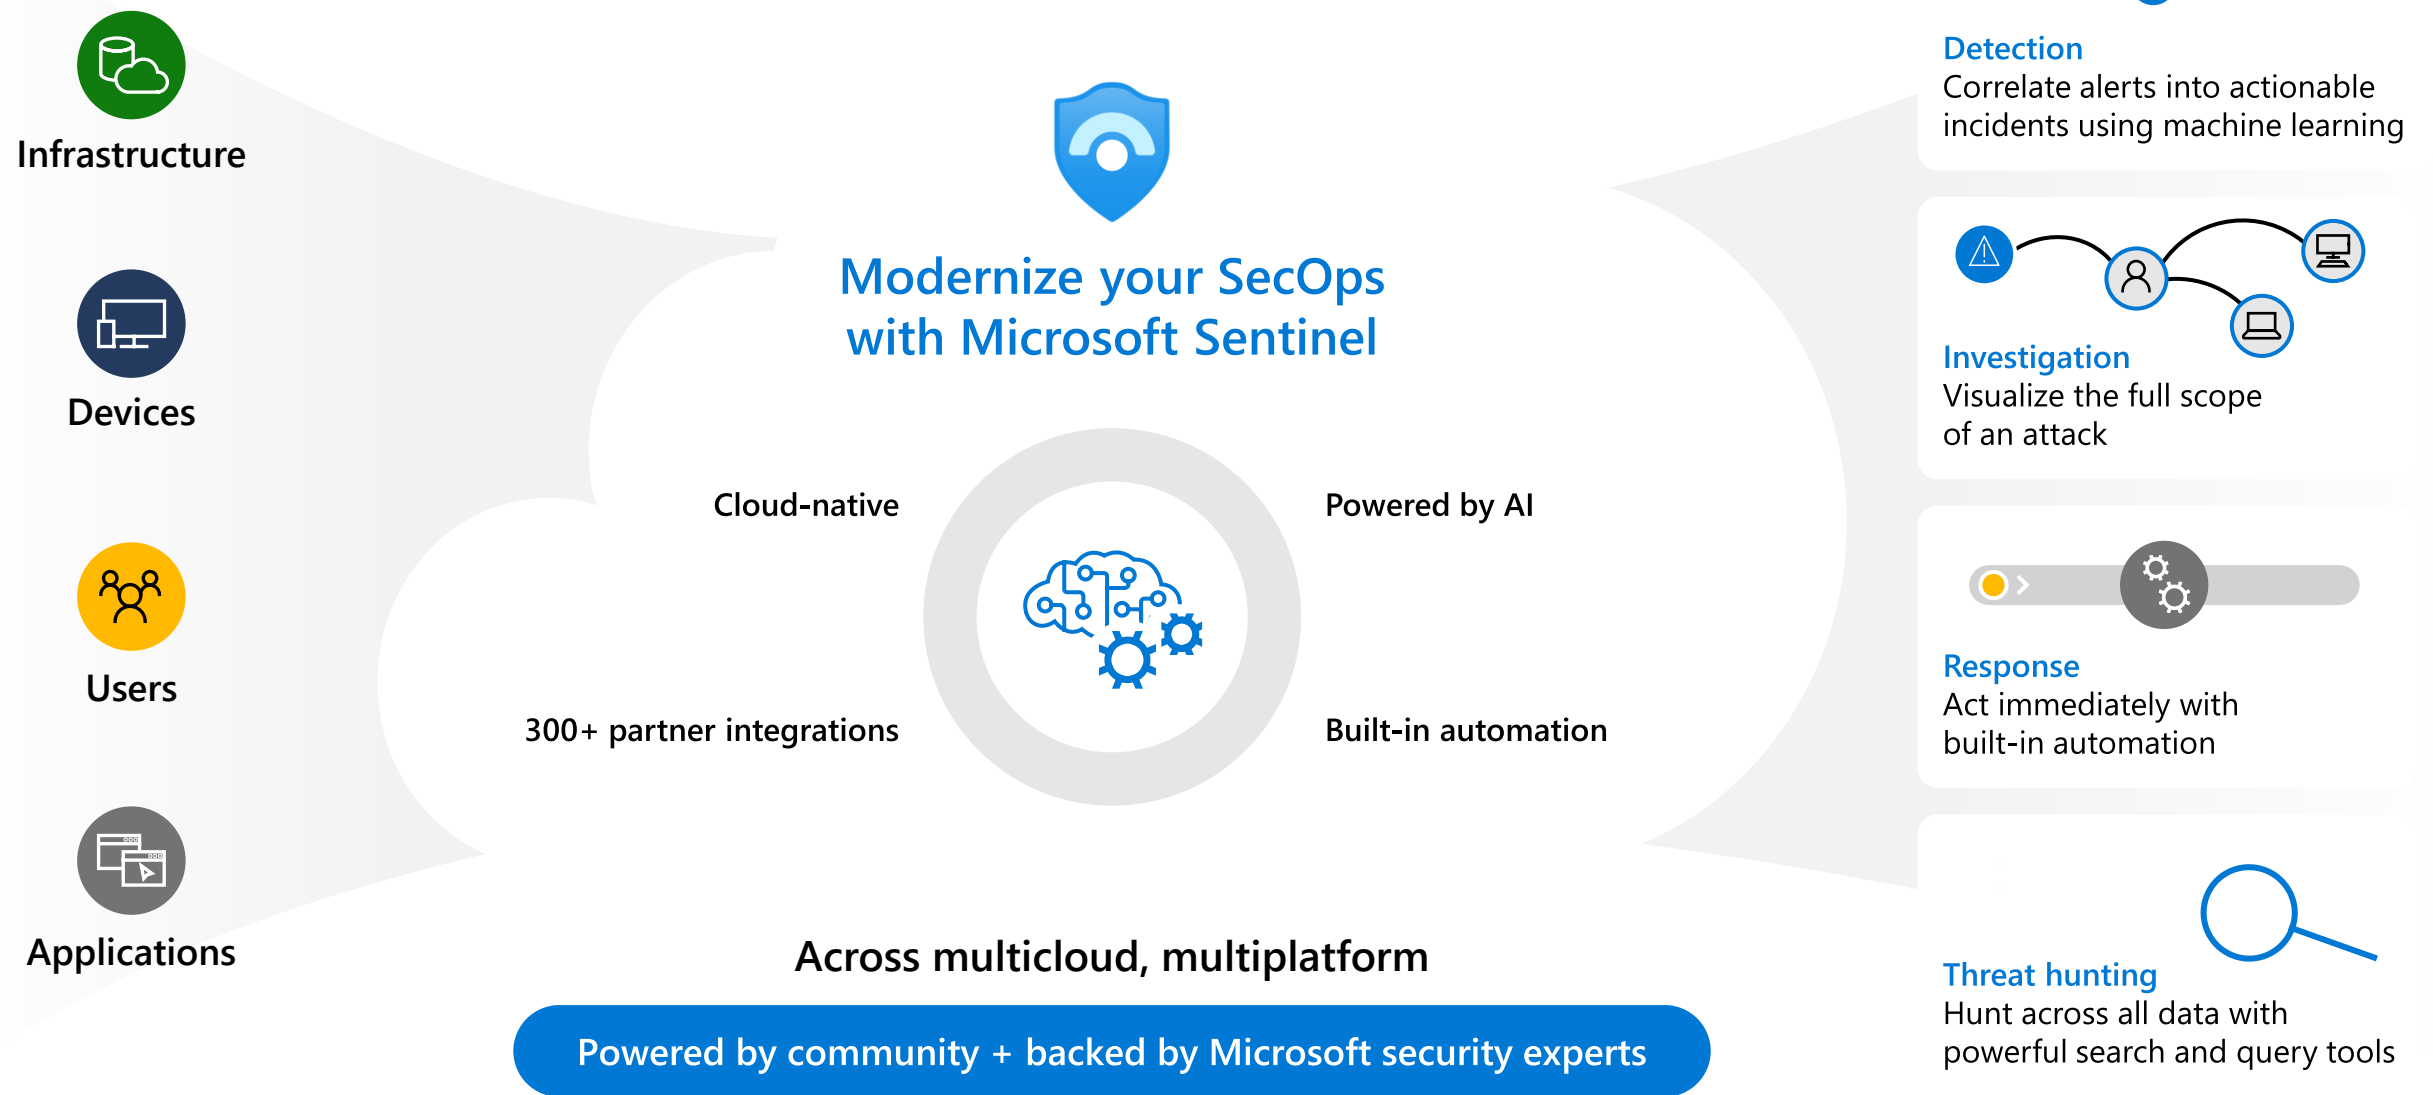 Infrastructure
Devices
Users
Applications
Modernize your SecOps
with Microsoft Sentinel
Cloud-native
Powered by AI
300+ partner integrations
Built-in automation
Across multicloud, multiplatform
Powered by community + backed by Microsoft security experts
Detection
Correlate alerts into actionable
incidents using machine learning
Investigation
Visualize the full scope
of an attack
Response
Act immediately with
built-in automation
Threat hunting
Hunt across all data with
powerful search and query tools